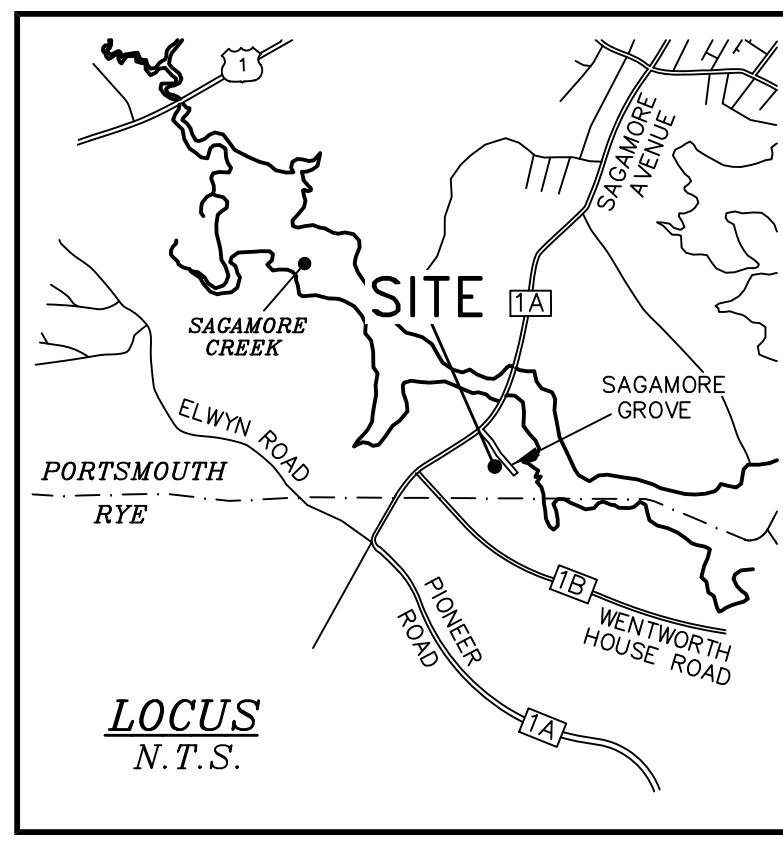 1
SAGAMORE
AVENUE
SITE
1A
SAGAMORE
CREEK
SAGAMORE
GROVE
ELWYN ROAD
PORTSMOUTH
RYE
1B
PIONEER
ROAD
WENTWORTH
HOUSE ROAD
LOCUS
N.T.S.
1A